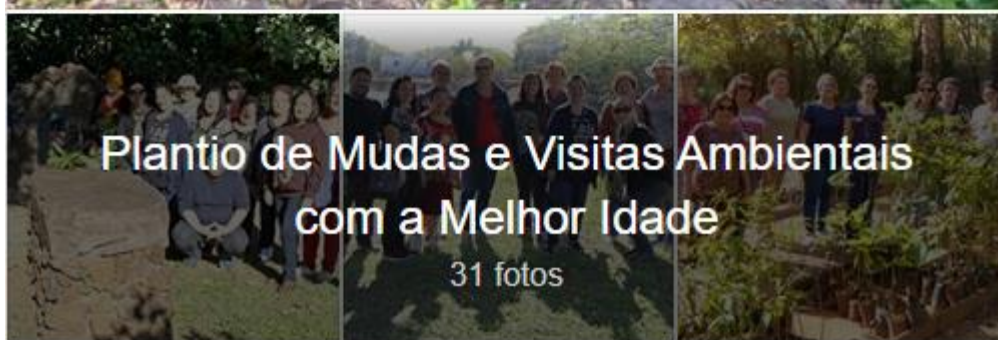 Plantio de Mudas e Visitas Ambientais
com a Melhor Idade
31 fotos